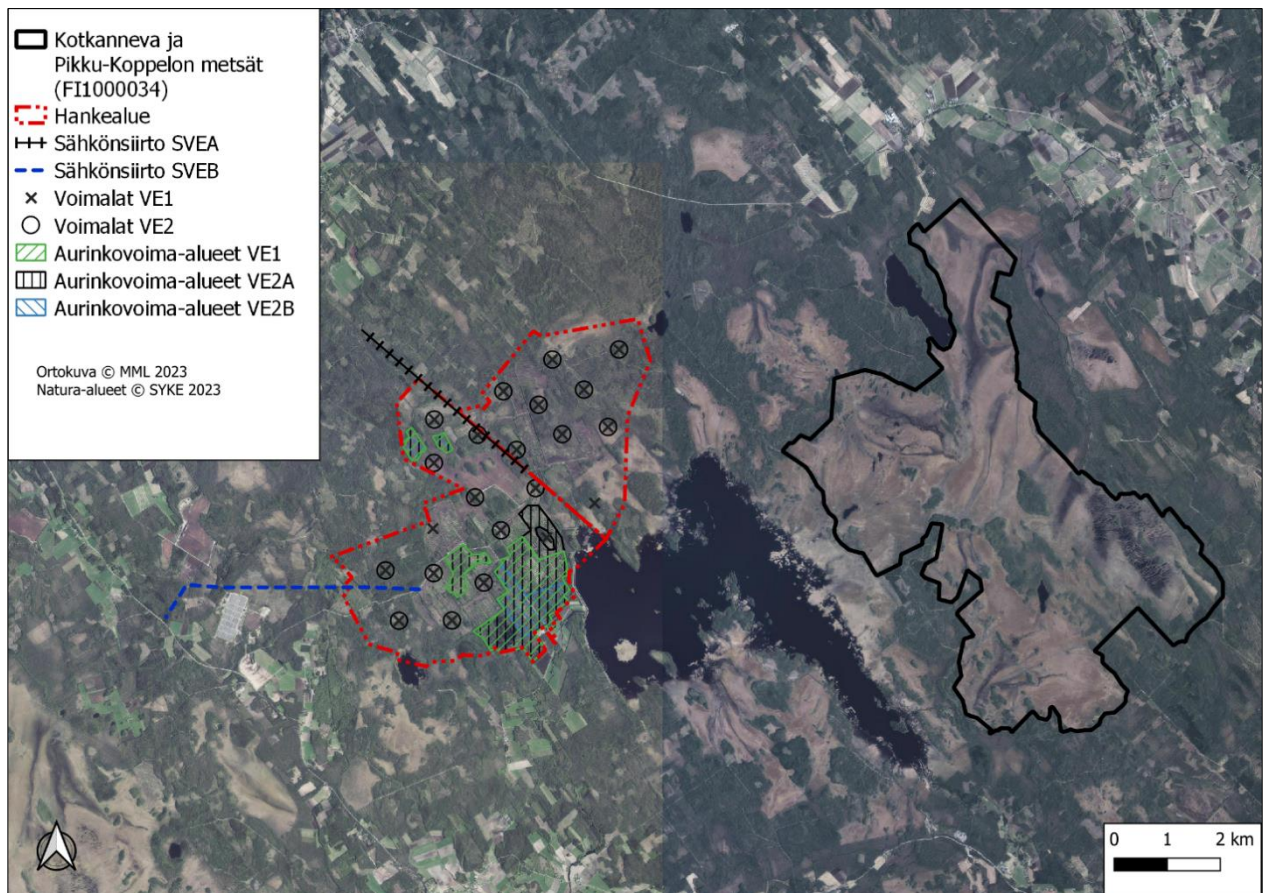 Kotkanneva ja
Pikku-Koppelon metsät
(FI1000034)
Hankealue
Sähkönsiirto SVEA
Sähkönsiirto SVEB
Voimalat VE1
Voimalat VE2
Aurinkovoima-alueet VE1
Aurinkovoima-alueet VE2A
Aurinkovoima-alueet VE2B
Ortokuva © MML 2023
Natura-alueet © SYKE 2023
0 1 2 km